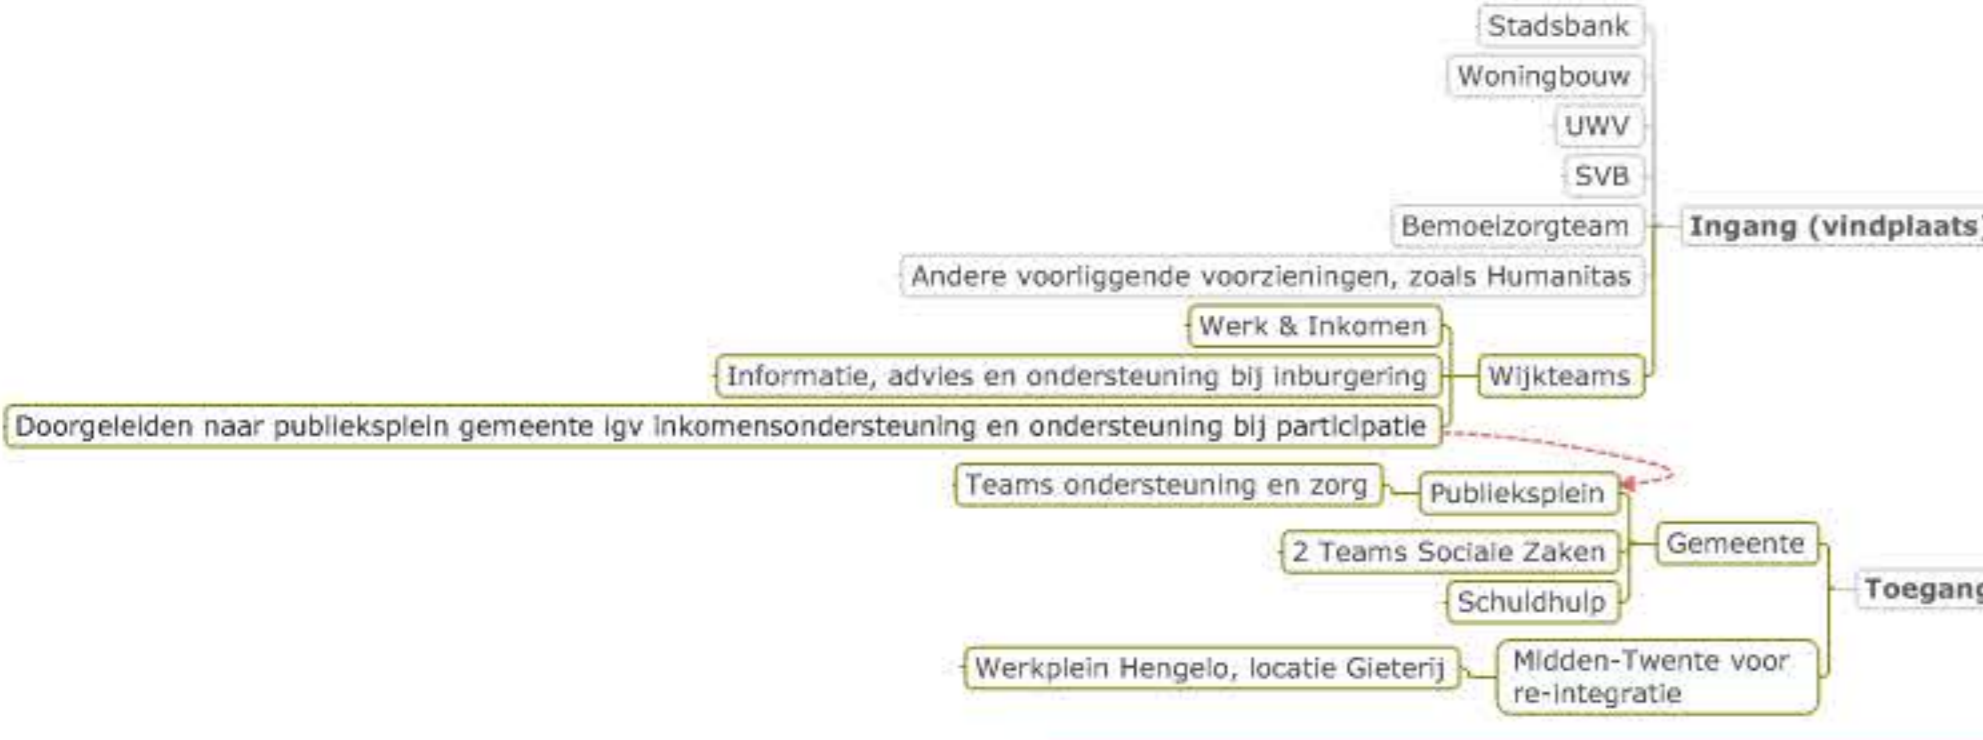 Stadsbank
Woningbouw
UWV
SVB
Bemoeizorgteam
Ingang (vindplaats)
Andere voorliggende voorzieningen, zoals Humanitas
Werk & Inkomen
Informatie, advies en ondersteuning bij inburgering
Wijkteams
Doorgeleiden naar publieksplein gemeente igv inkomensondersteuning en ondersteuning bij participatie
Teams ondersteuning en zorg
Publieksplein
2 Teams Sociale Zaken
Gemeente
Schuldhulp
Toegang
Werkplein Hengelo, locatie Gieterij
Midden-Twente voor
re-integratie